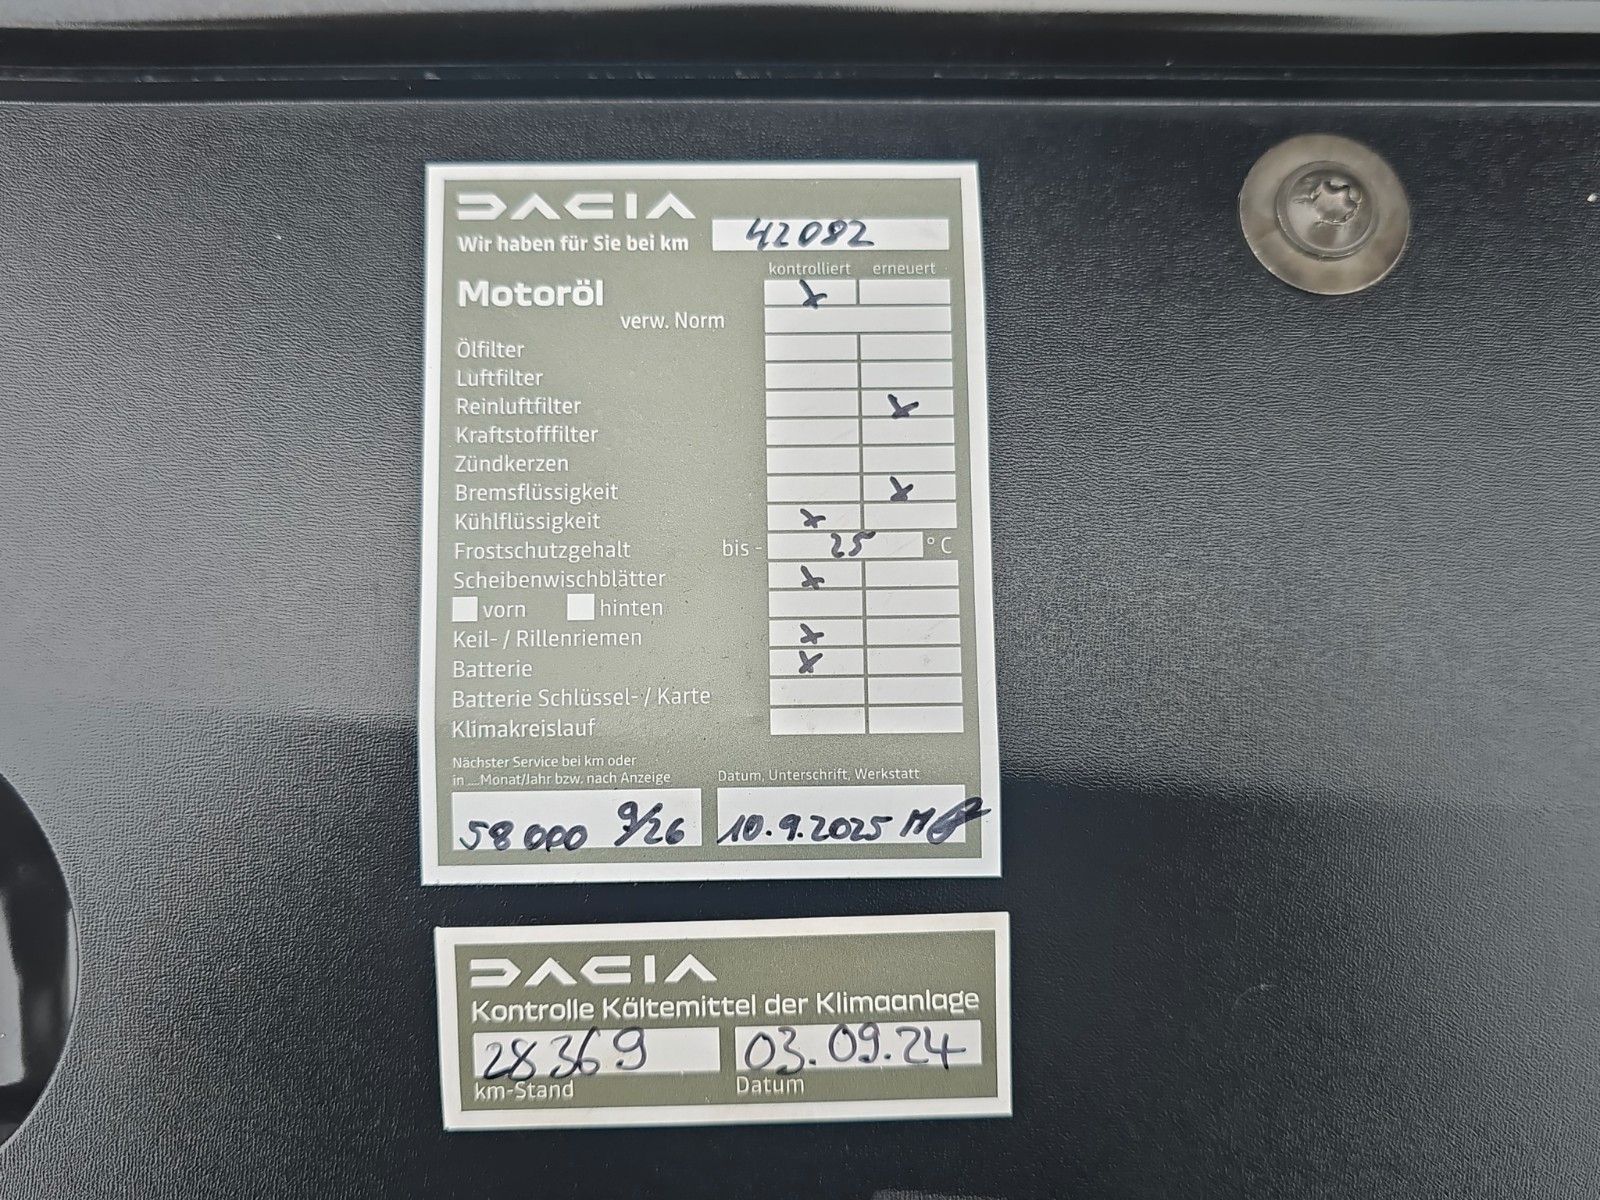 DACIA
Wir haben für Sie bei km 42082
kontrolliert erneuert
Motoröl x
verw. Norm
Ölfilter
Luftfilter
Reinluftfilter x
Kraftstofffilter
Zündkerzen
Bremsflüssigkeit x
Kühlflüssigkeit x
Frostschutzgehalt bis - 25 °C
Scheibenwischblätter x
vorn hinten
Keil- / Rillenriemen x
Batterie x
Batterie Schlüssel- / Karte
Klimakreislauf
Nächster Service bei km oder
in ....Monat/Jahr bzw. nach Anzeige Datum, Unterschrift, Werkstatt
58000 9/26 10.9.2025
DACIA
Kontrolle Kältemittel der Klimaanlage
28369 03.09.24
km-Stand Datum